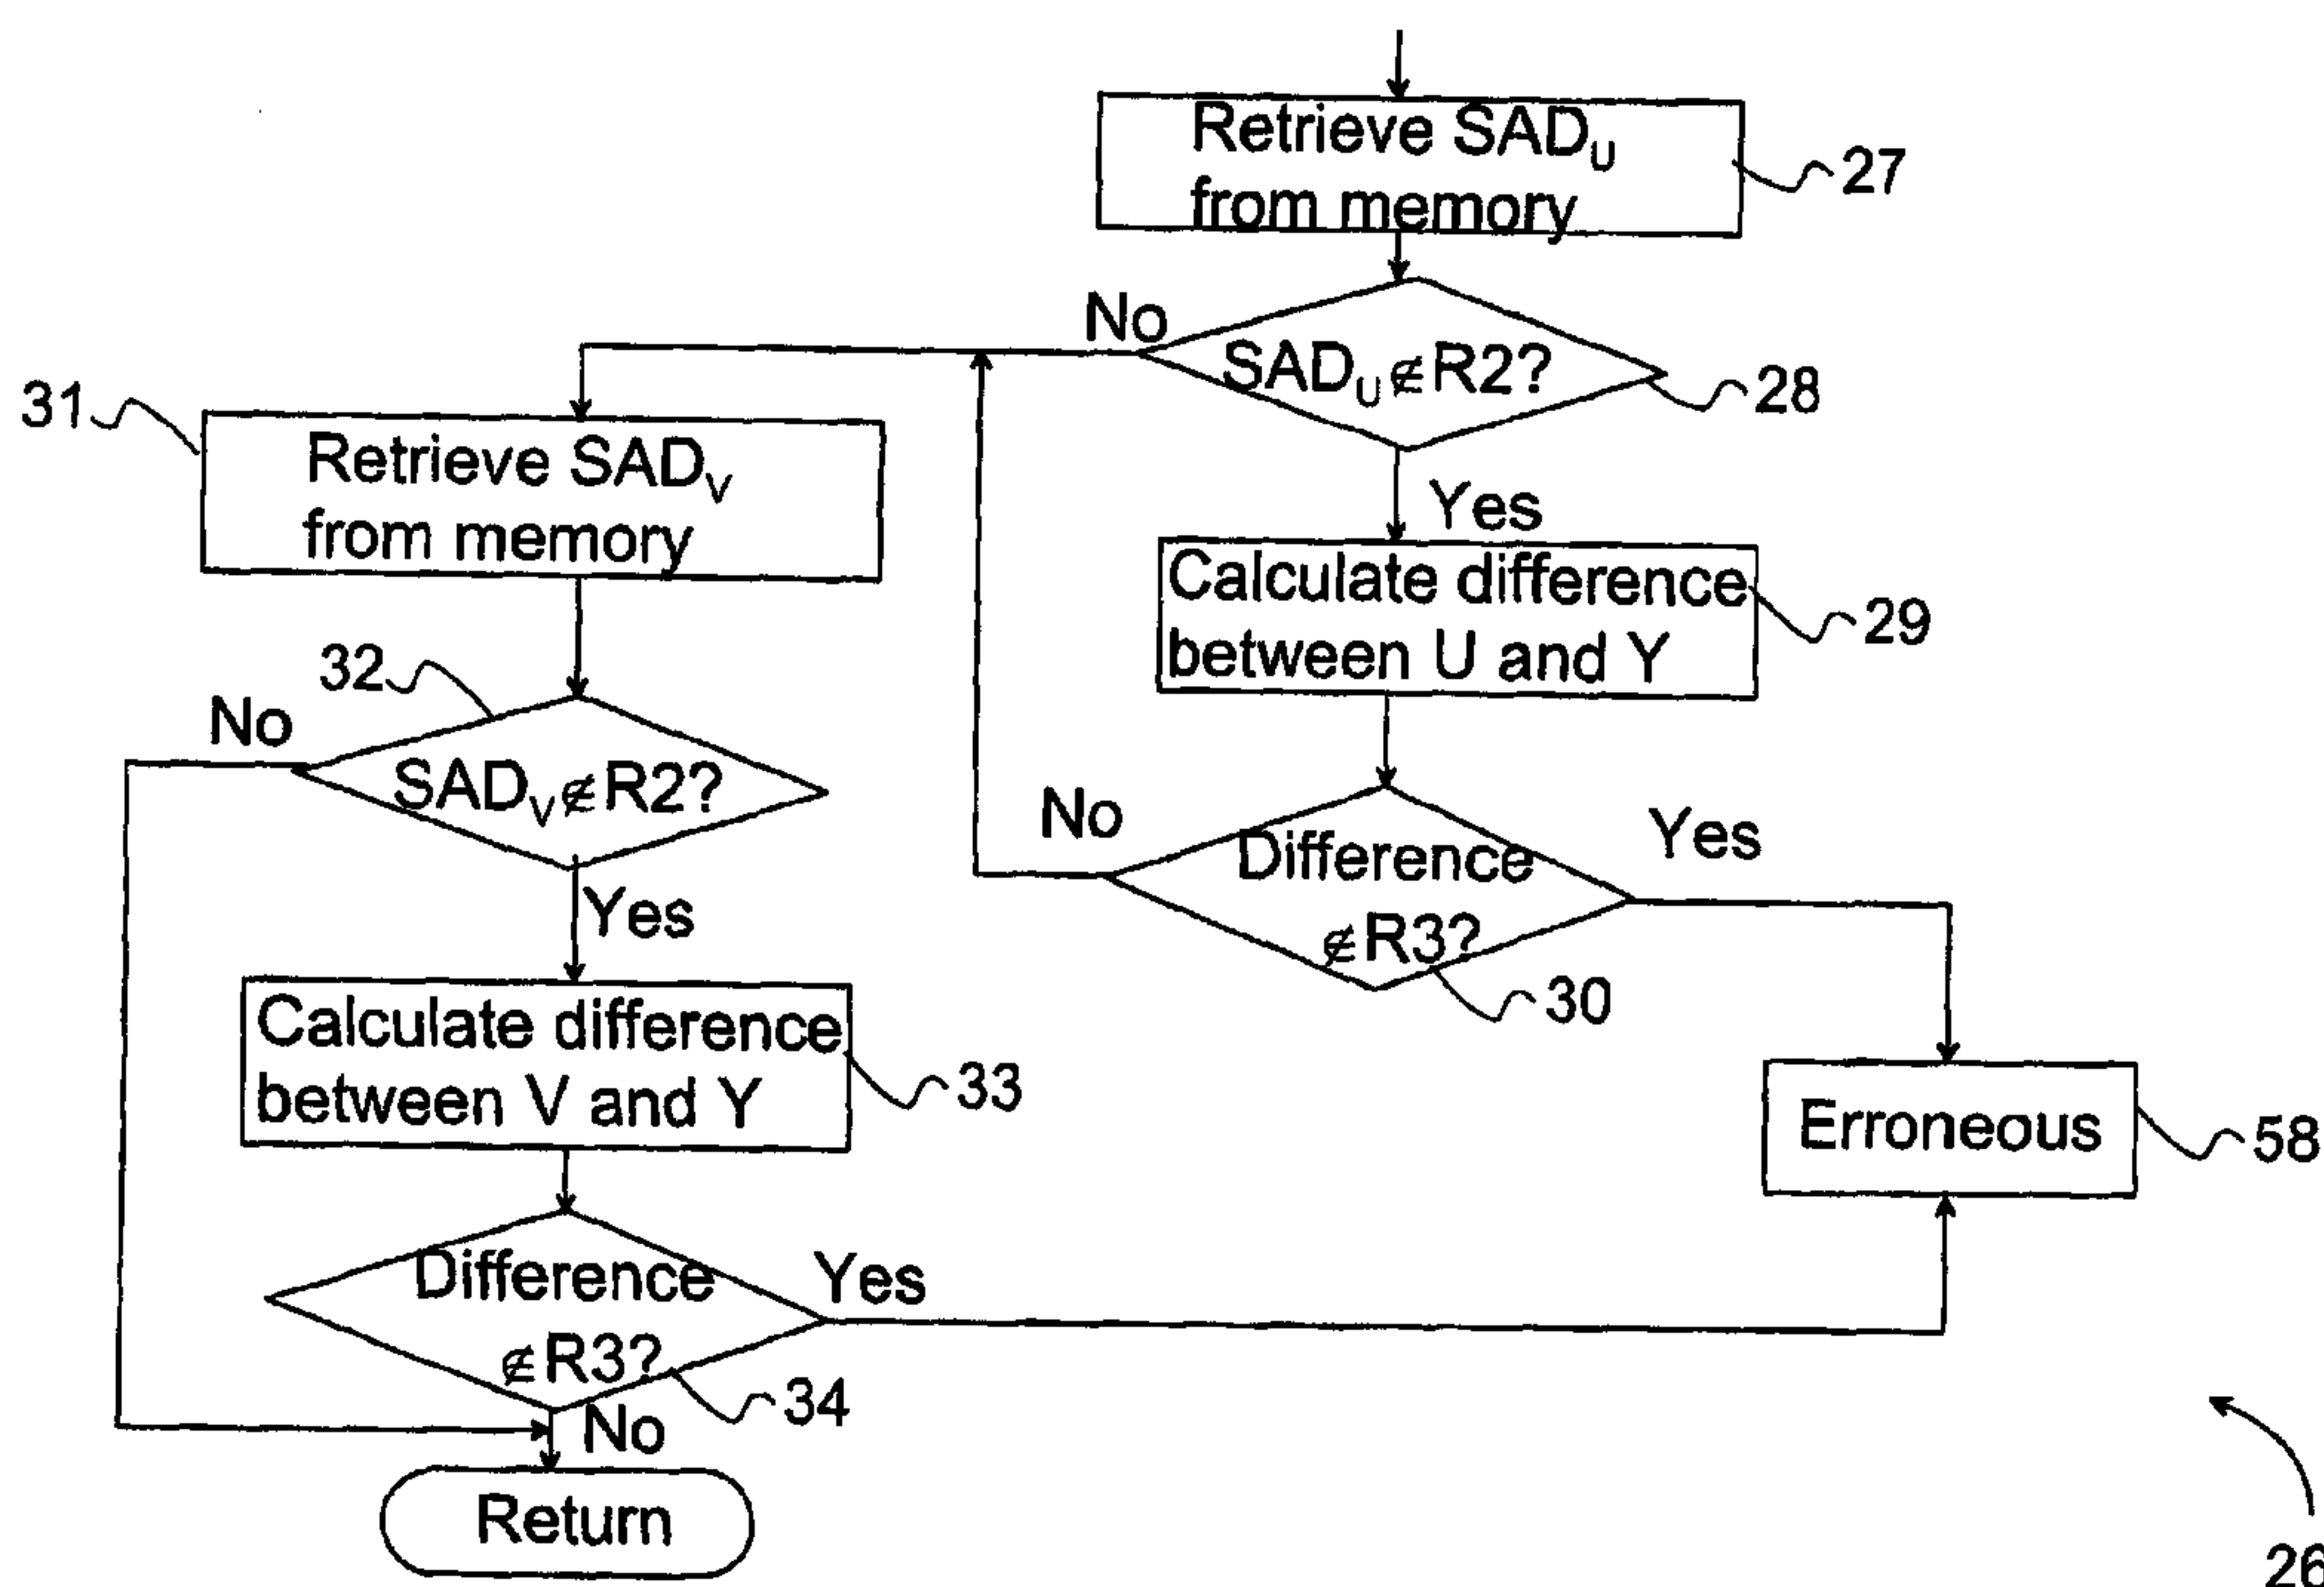 Retrieve SADU
from memory
27
No
SADU∉R2?
28
31
Retrieve SADV
from memory
Yes
Calculate difference
between U and Y
29
32
No
SADV∉R2?
No
Difference
∉R3?
Yes
30
Yes
Calculate difference
between V and Y
33
Erroneous
58
Difference
∉R3?
Yes
34
No
Return
26